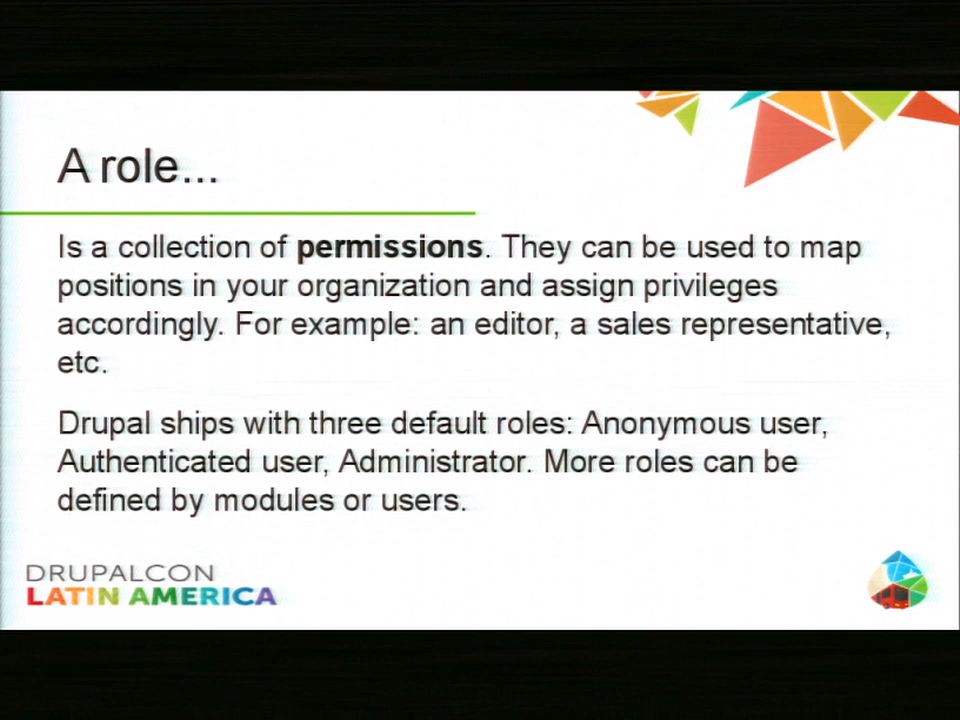 A role...
Is a collection of permissions. They can be used to map
positions in your organization and assign privileges
accordingly. For example: an editor, a sales representative,
etc.
Drupal ships with three default roles: Anonymous user,
Authenticated user, Administrator. More roles can be
defined by modules or users.
DRUPALCON
LATIN AMERICA